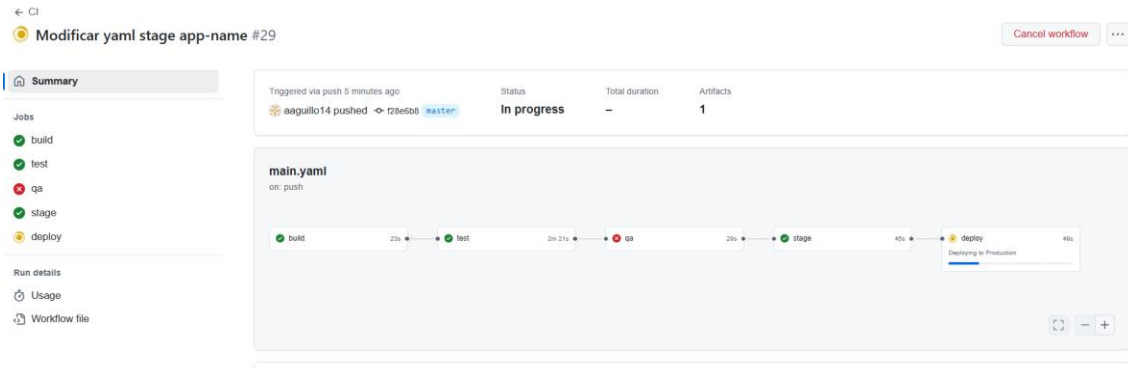 ← CI
Modificar yaml stage app-name #29
Cancel workflow
...
Summary
Jobs
build
test
qa
stage
deploy
Run details
Usage
Workflow file
Triggered via push 5 minutes ago
aaguillo14 pushed f28e6b8 master
Status
In progress
Total duration
–
Artifacts
1
main.yaml
on: push
build 23s
test 2m 21s
qa 29s
stage 45s
deploy 48s
Deploying to Production